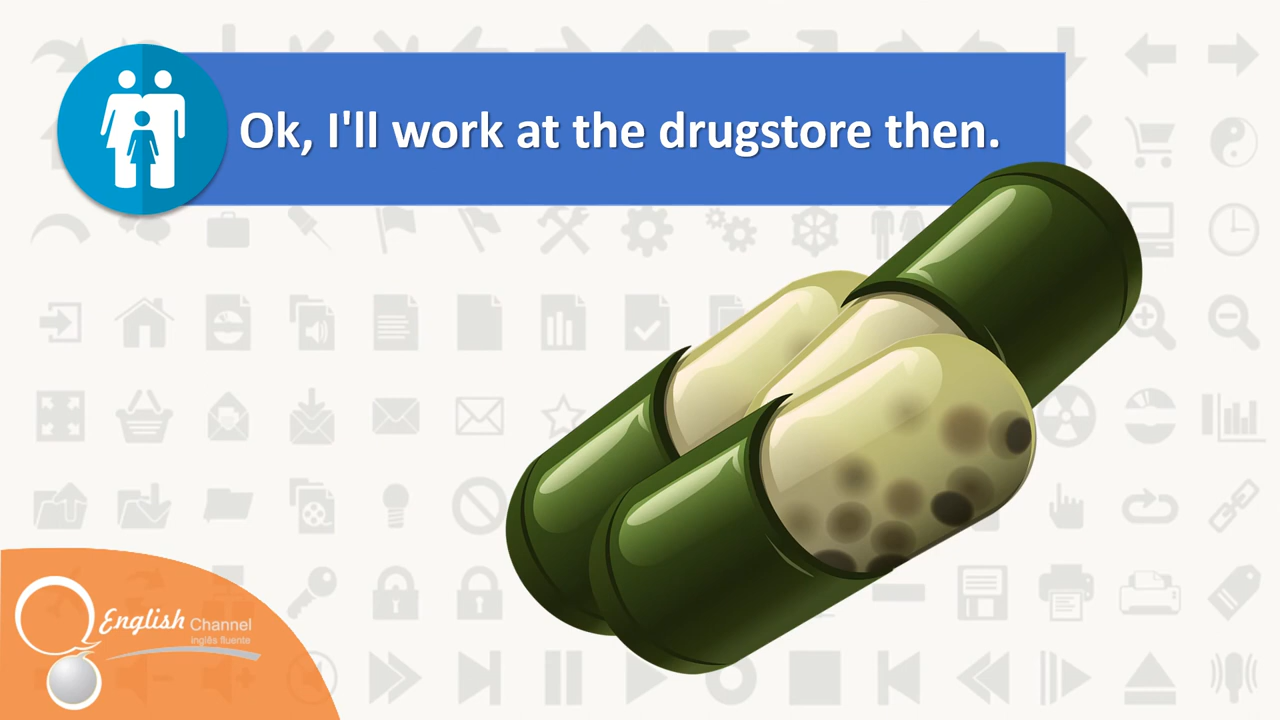 Ok, I'll work at the drugstore then.
English Channel
inglês fluente